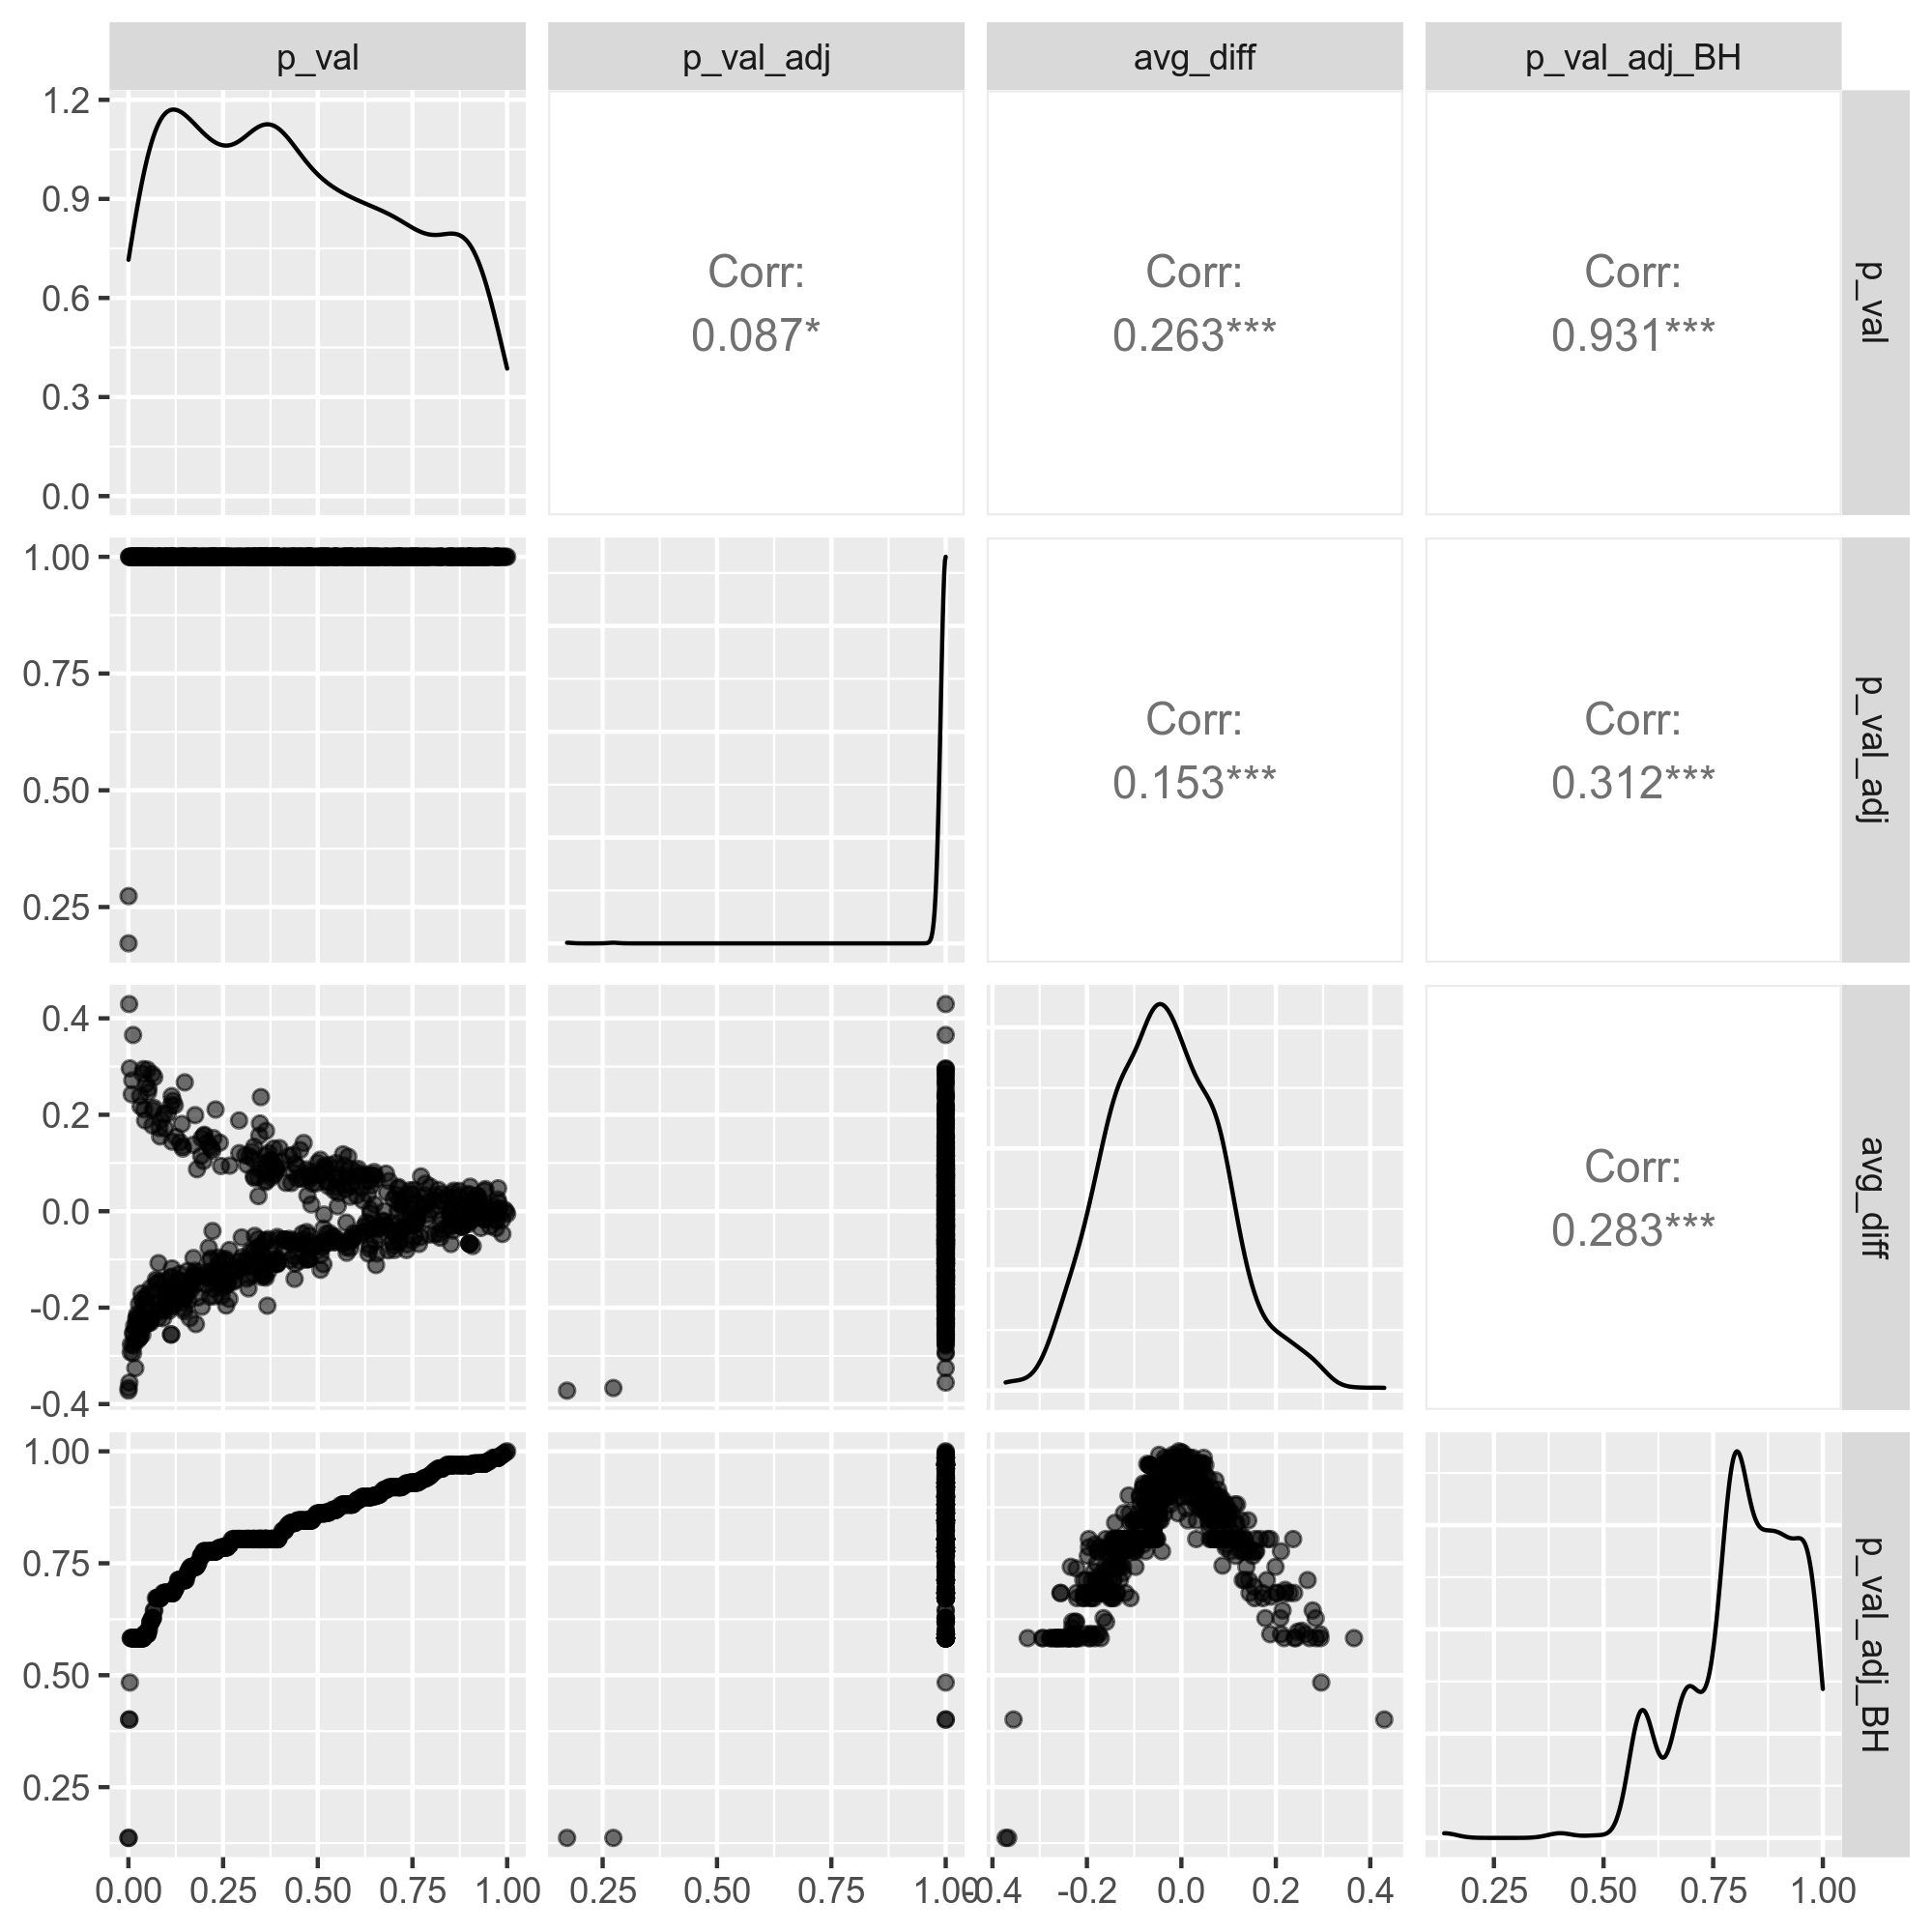 p_val
p_val_adj
avg_diff
p_val_adj_BH
1.2
0.9
0.6
0.3
0.0
Corr:
0.087*
Corr:
0.263***
Corr:
0.931***
p_val
1.00
0.75
0.50
0.25
Corr:
0.153***
Corr:
0.312***
p_val_adj
0.4
0.2
0.0
-0.2
-0.4
Corr:
0.283***
avg_diff
1.00
0.75
0.50
0.25
p_val_adj_BH
0.00 0.25 0.50 0.75 1.00
0.25 0.50 0.75 1.00
-0.4 -0.2 0.0 0.2 0.4
0.25 0.50 0.75 1.00